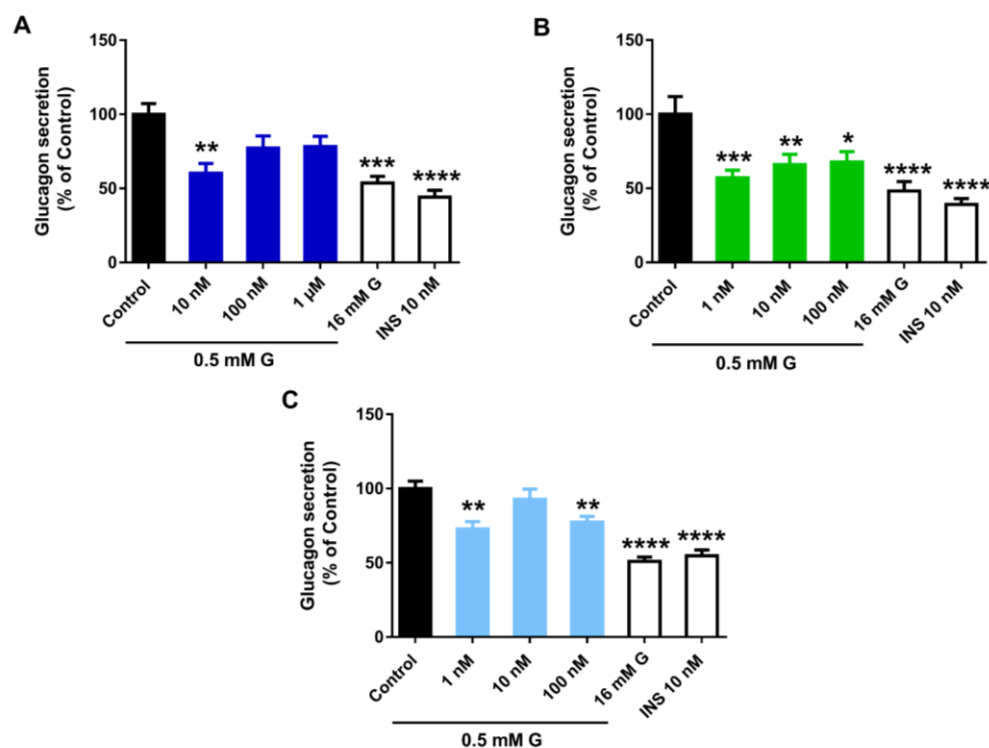 A
Glucagon secretion
(% of Control)
150
100
50
0
**
***
****
Control
10 nM
100 nM
1 µM
16 mM G
INS 10 nM
0.5 mM G
B
Glucagon secretion
(% of Control)
150
100
50
0
***
**
*
****
****
Control
1 nM
10 nM
100 nM
16 mM G
INS 10 nM
0.5 mM G
C
Glucagon secretion
(% of Control)
150
100
50
0
**
**
****
****
Control
1 nM
10 nM
100 nM
16 mM G
INS 10 nM
0.5 mM G